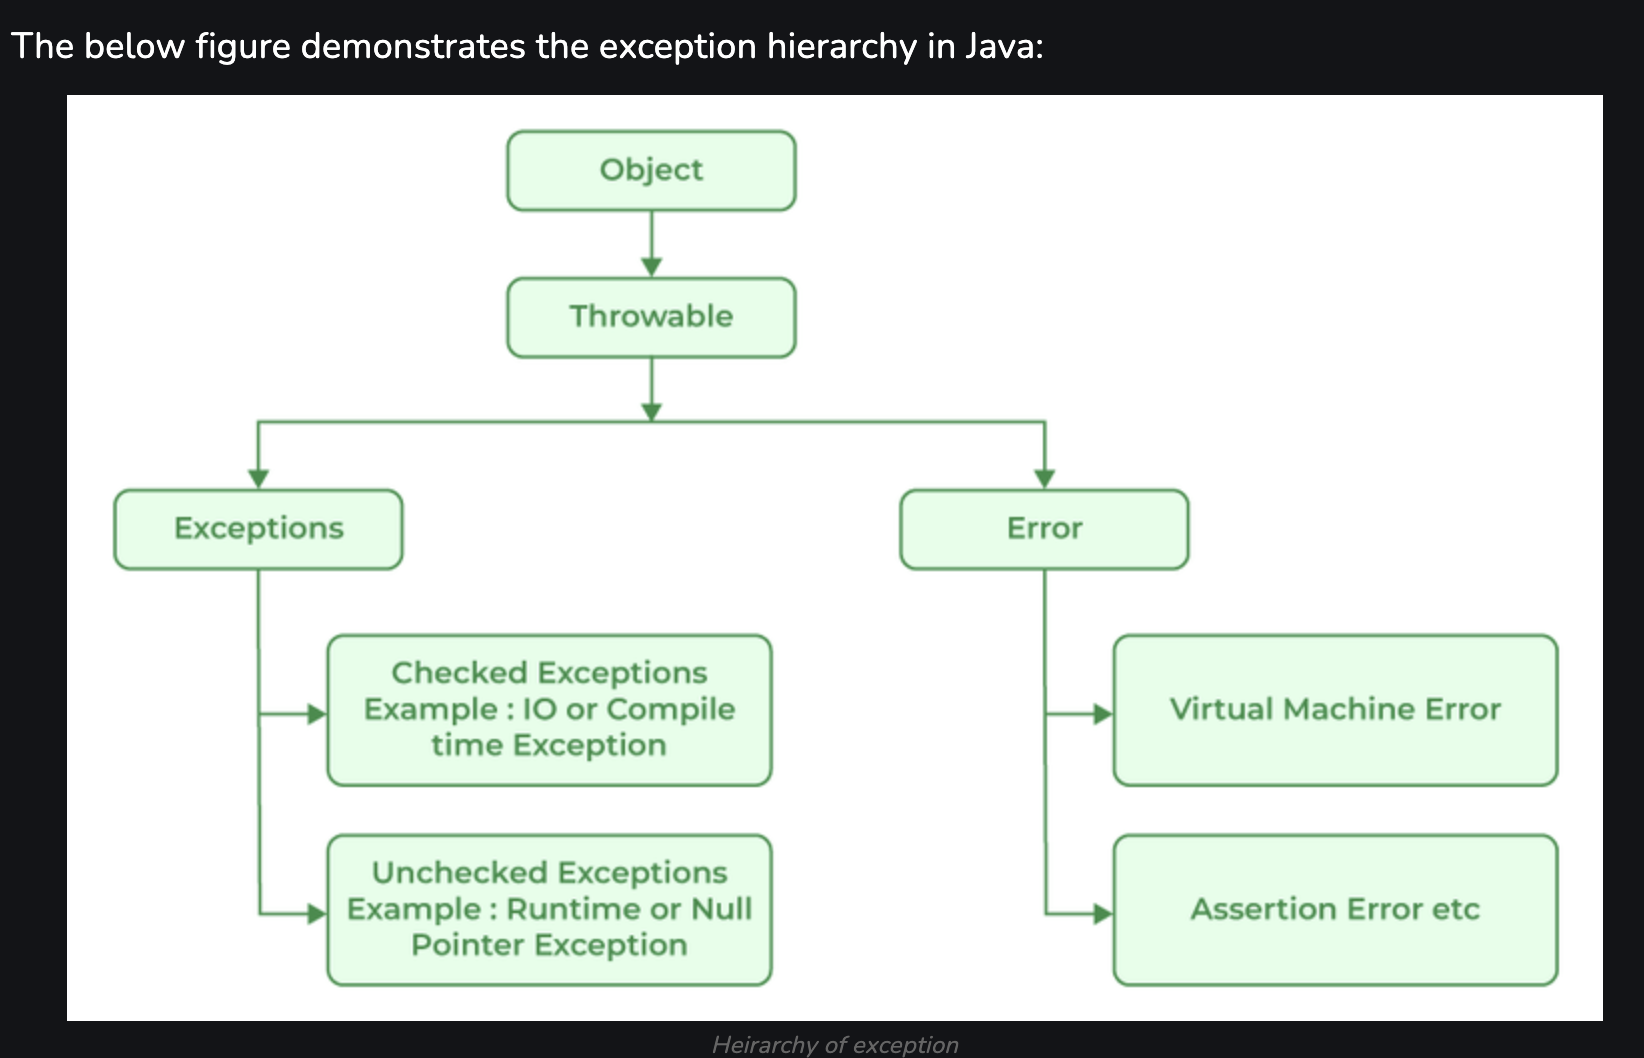 The below figure demonstrates the exception hierarchy in Java:
Object
Throwable
Exceptions
Error
Checked Exceptions
Example : IO or Compile
time Exception
Virtual Machine Error
Unchecked Exceptions
Example : Runtime or Null
Pointer Exception
Assertion Error etc
Heirarchy of exception